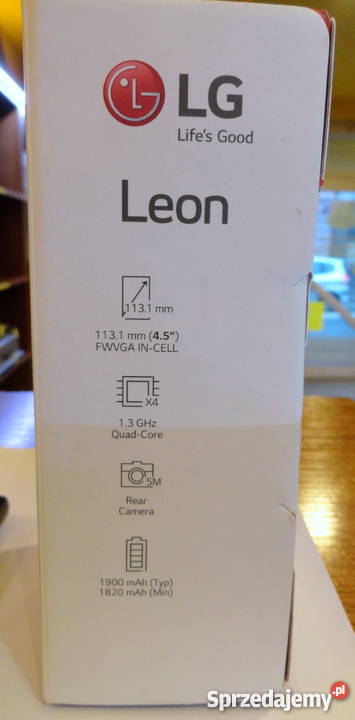 LG
Life's Good
Leon
113.1 mm
113.1 mm (4.5")
FWVGA IN-CELL
X4
1.3 GHz
Quad-Core
5M
Rear
Camera
1900 mAh (Typ)
1820 mAh (Min)
Sprzedajemy.pl